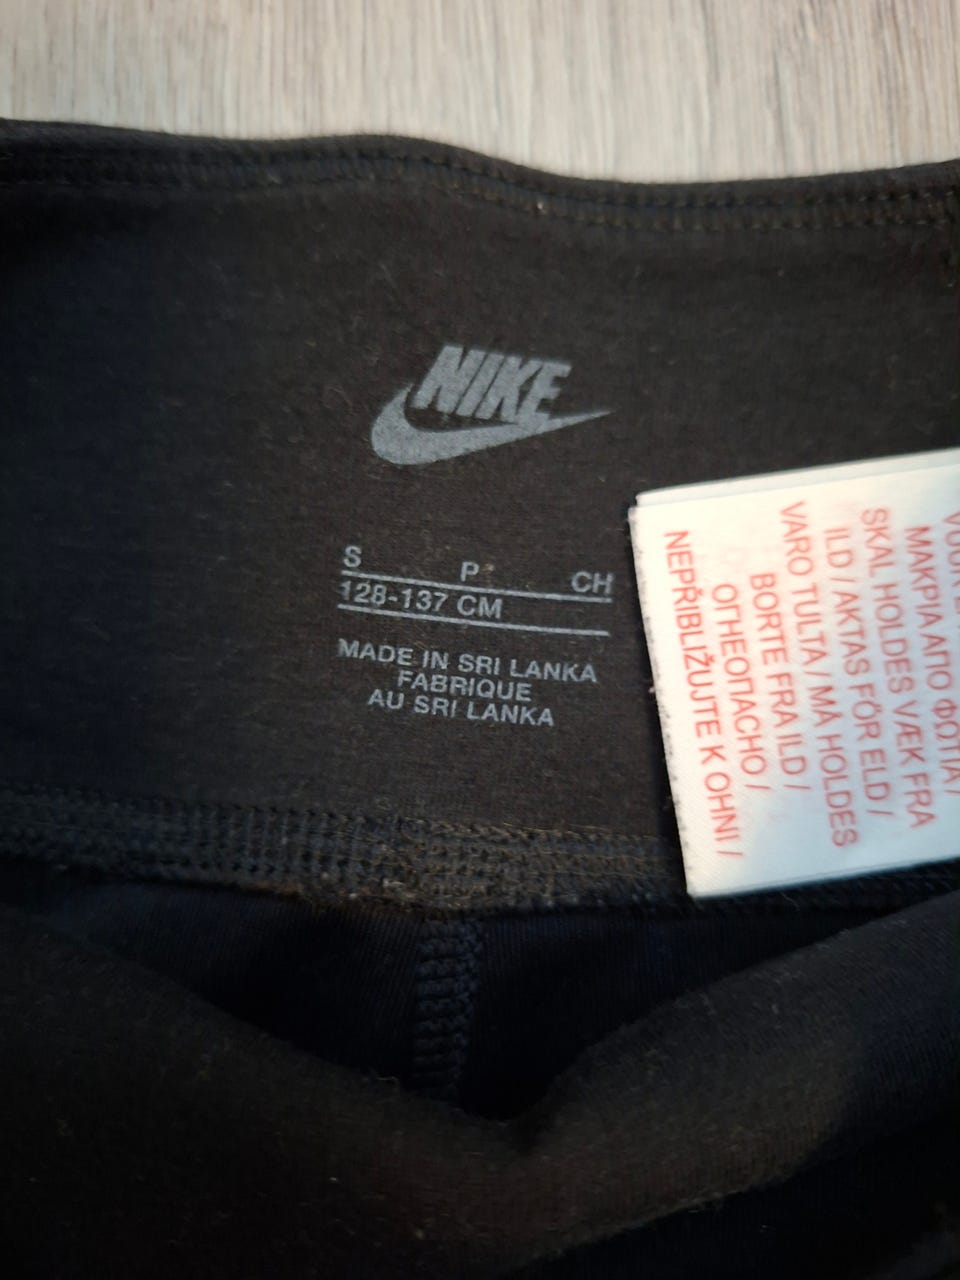 NIKE
S P CH
128-137 CM
MADE IN SRI LANKA
FABRIQUE
AU SRI LANKA
ΜΑΚΡΙΑ ΑΠΟ ΦΩΤΙΑ /
SKAL HOLDES VÆK FRA
ILD / AKTAS FÖR ELD /
VARO TULTA / MÅ HOLDES
BORTE FRA ILD /
ОГНЕОПАСНО /
NEPŘIBLIŽUJTE K OHNI /